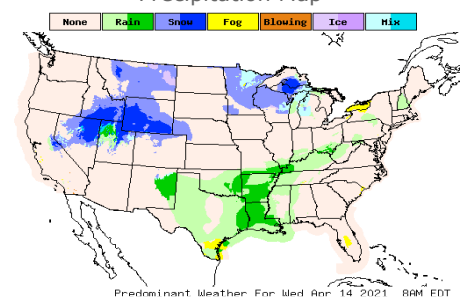 Precipitation Map
None Rain Snow Fog Blowing Ice Mix
Predominant Weather For Wed Apr 14 2021 8AM EDT